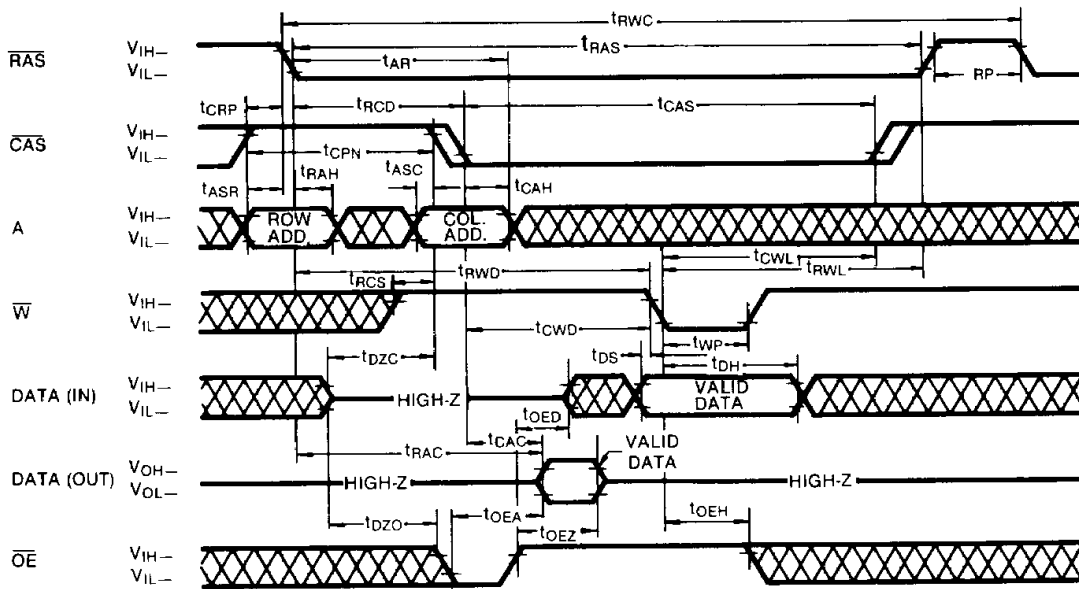 tRWC
RAS
VIH—
VIL—
tRAS
tAR
RP
tCRP
tRCD
tCAS
CAS
VIH—
VIL—
tCPN
tASR
tRAH
tASC
tCAH
A
VIH—
VIL—
ROW
ADD.
COL.
ADD.
tRWD
tCWL
tRWL
tRCS
W
VIH—
VIL—
tCWD
tWP
tDZC
tDS
tDH
DATA (IN)
VIH—
VIL—
HIGH-Z
VALID
DATA
tOED
tCAC
tRAC
VALID
DATA
DATA (OUT)
VOH—
VOL—
HIGH-Z
HIGH-Z
tDZO
tOEA
tOEZ
tOEH
OE
VIH—
VIL—